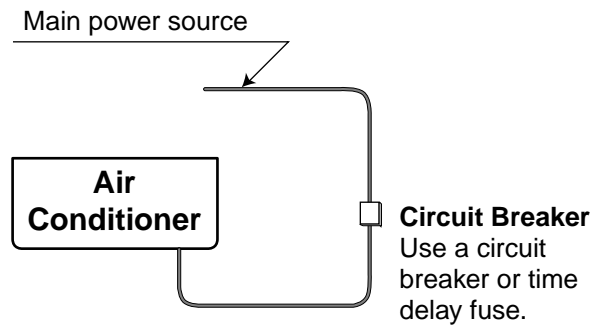 Main power source
Air
Conditioner
Circuit Breaker
Use a circuit
breaker or time
delay fuse.